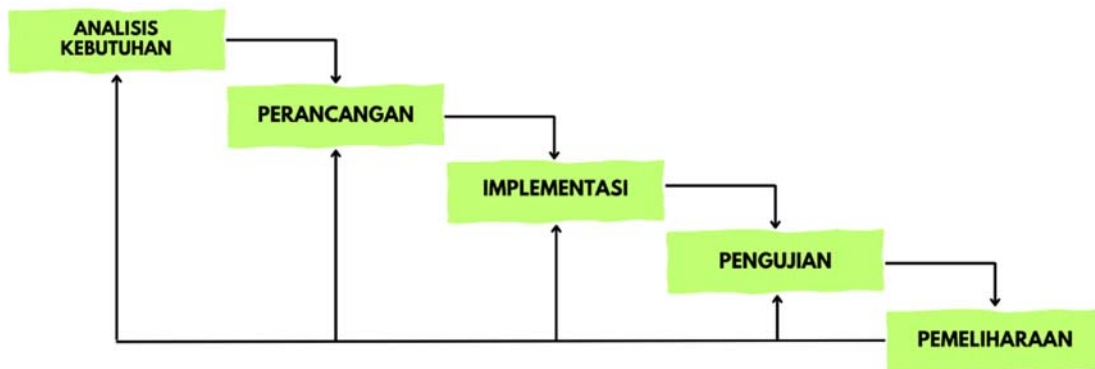 ANALISIS
KEBUTUHAN
PERANCANGAN
IMPLEMENTASI
PENGUJIAN
PEMELIHARAAN